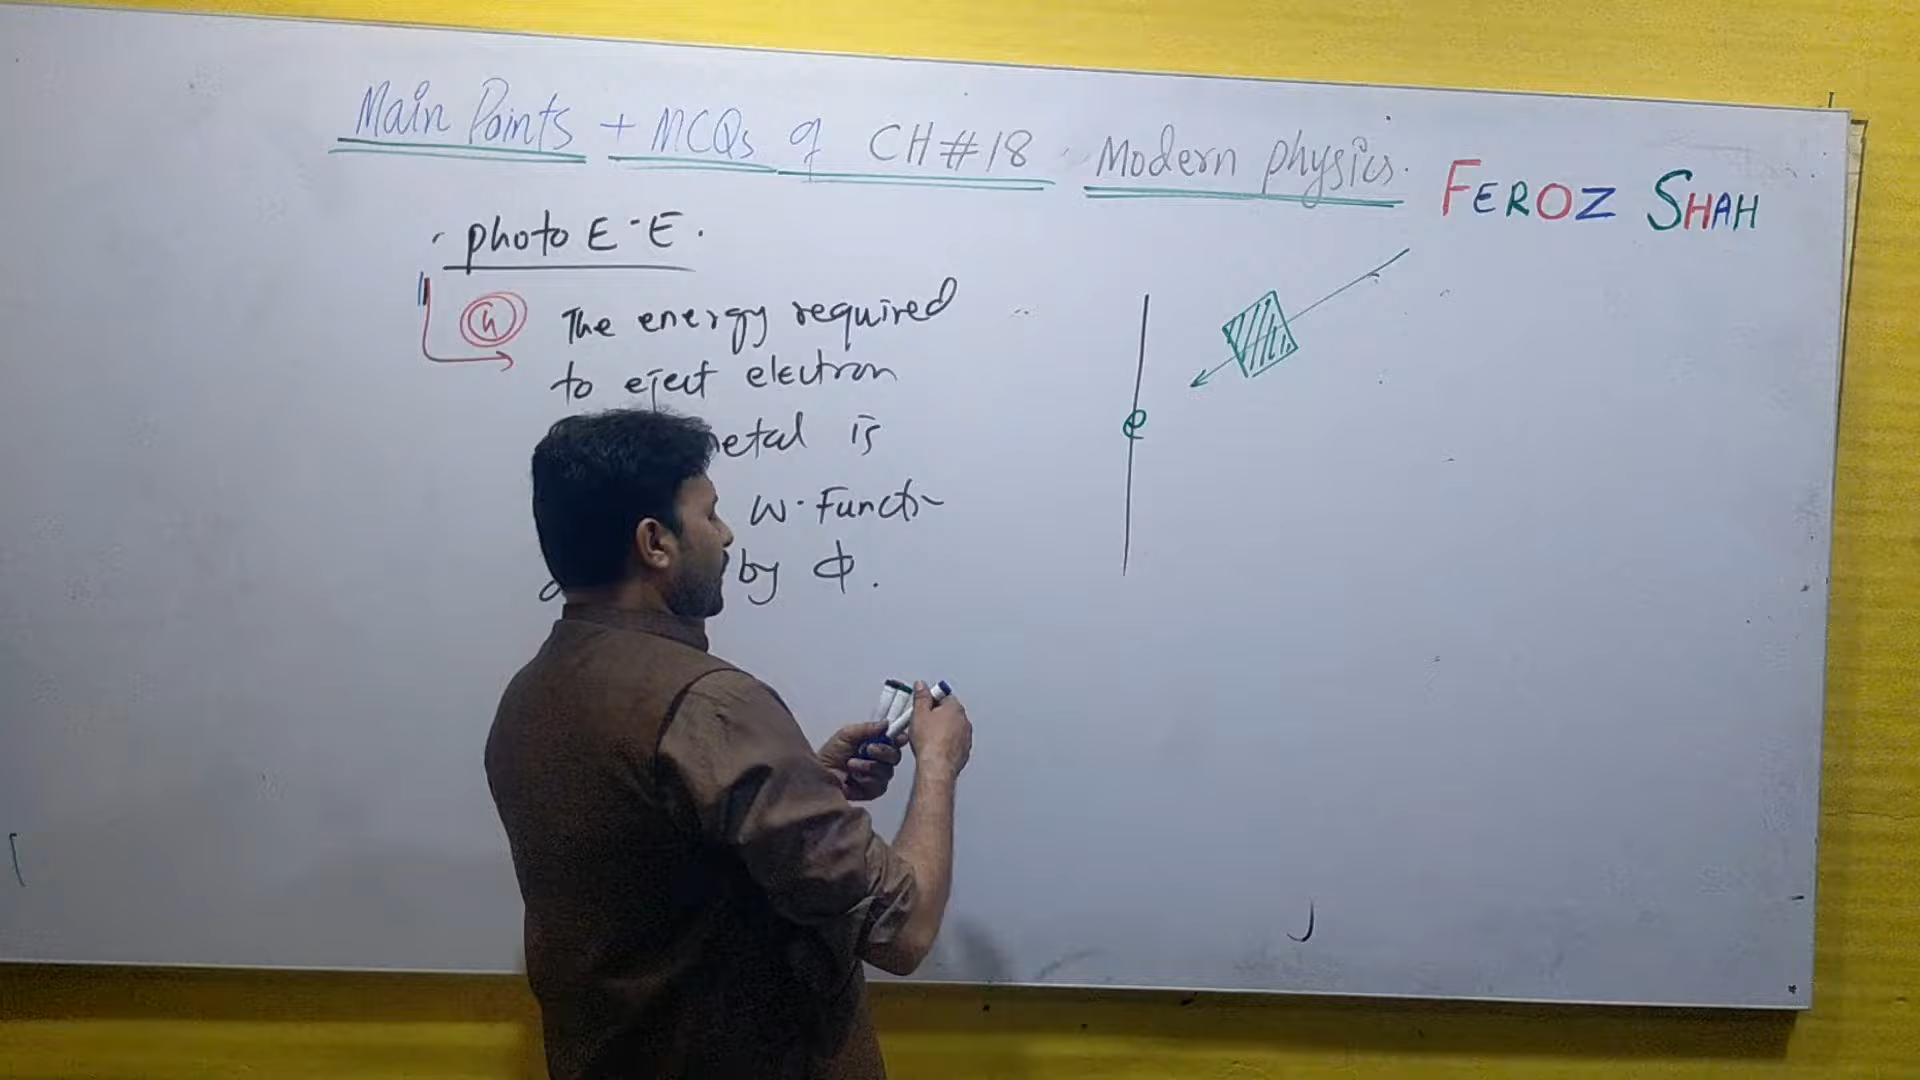 Main Points + MCQs of CH#18 Modern physics.
FEROZ SHAH
photo E-E.
The energy required
to eject electron
etal is
W. Functi
by Φ.
e